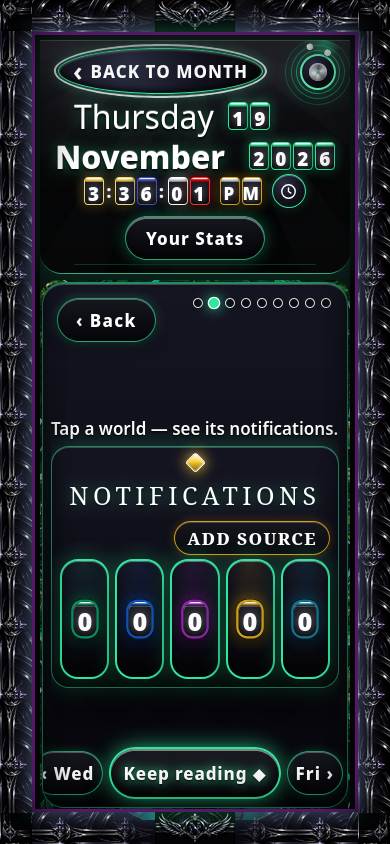 ‹ BACK TO MONTH
Thursday 19
November 2026
3:36:01 PM
Your Stats
‹ Back
Tap a world — see its notifications.
NOTIFICATIONS
ADD SOURCE
0 0 0 0 0
‹ Wed Keep reading ◆ Fri ›